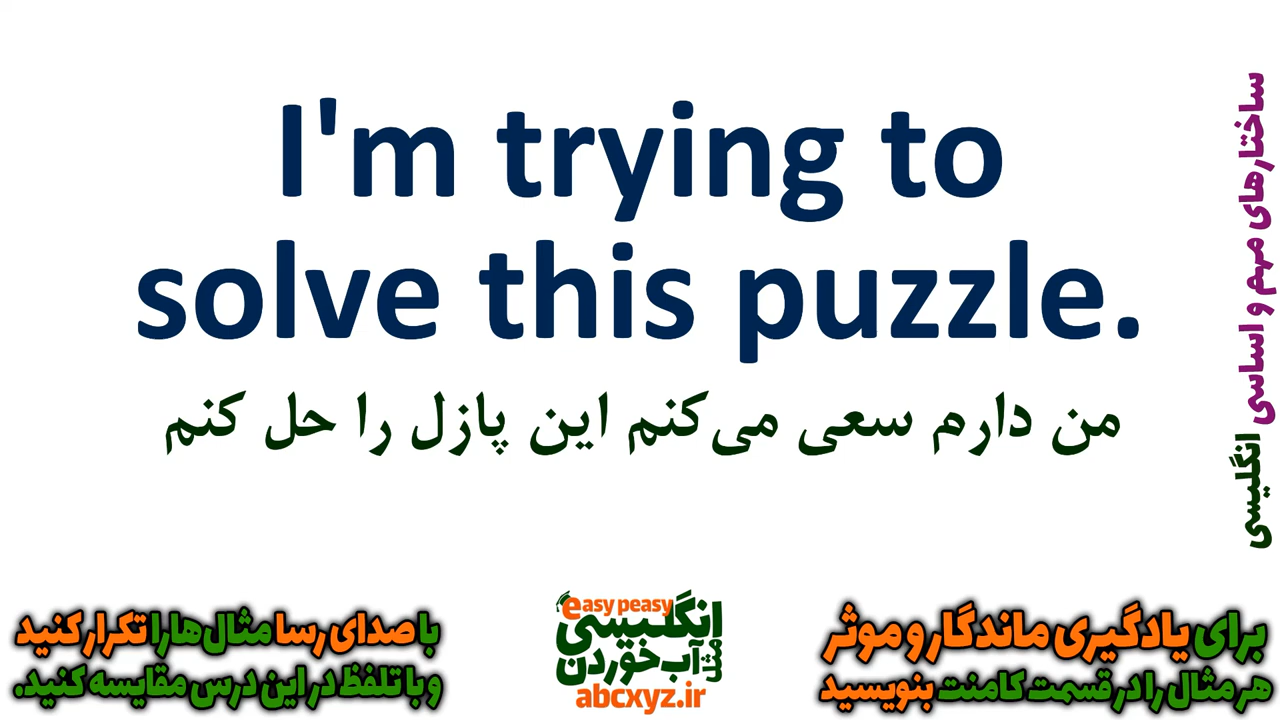 I'm trying to
solve this puzzle.
من دارم سعی می‌کنم این پازل را حل کنم
ساختارهای مهم و اساسی انگلیسی
برای یادگیری ماندگار و موثر
هر مثال را در قسمت کامنت بنویسید
easy peasy
انگلیسی
مثل آب خوردن
abcxyz.ir
با صدای رسا مثال‌ها را تکرار کنید
و با تلفظ در این درس مقایسه کنید.